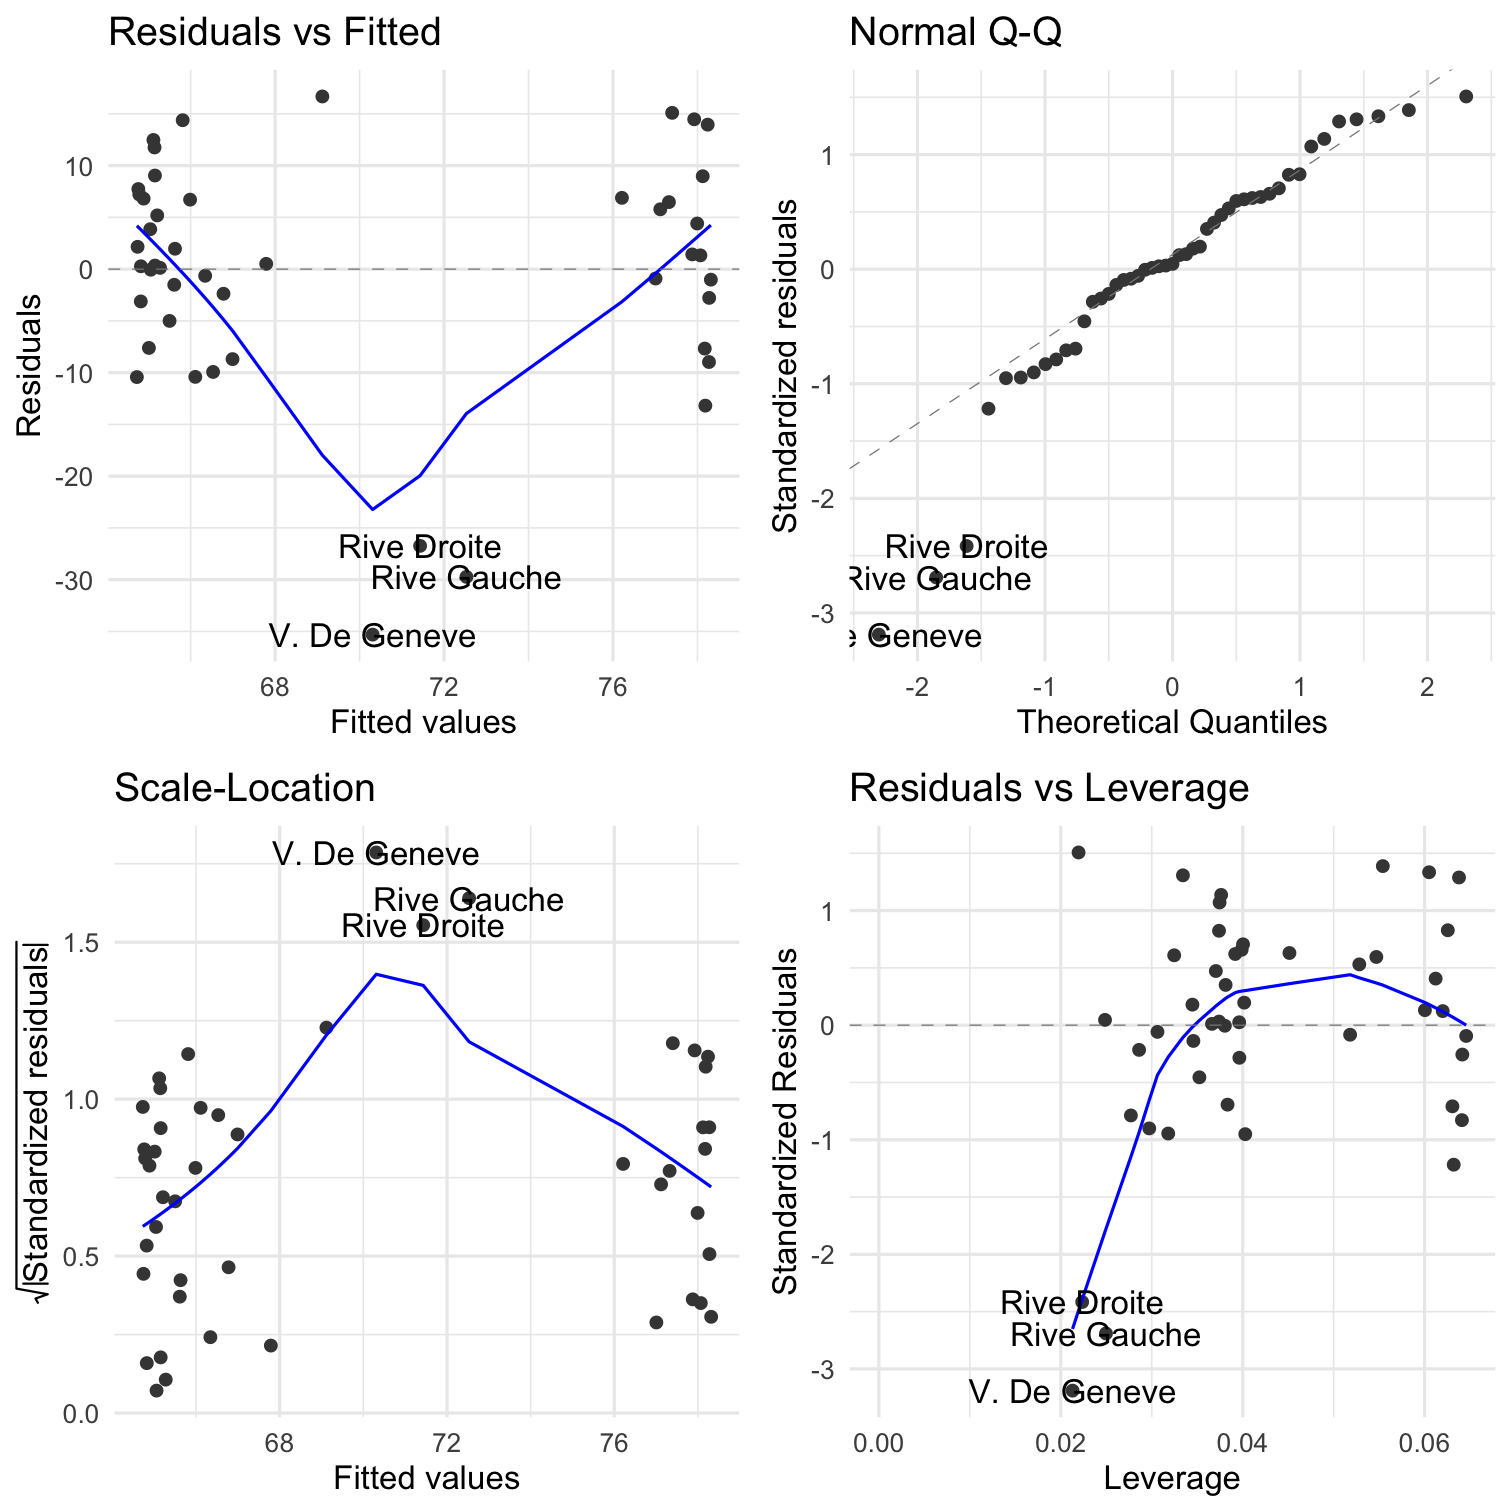 Residuals vs Fitted
10
0
-10
-20
-30
Residuals
Rive Droite
Rive Gauche
V. De Geneve
68 72 76
Fitted values
Normal Q-Q
1
0
-1
-2
-3
Standardized residuals
Rive Droite
Rive Gauche
e Geneve
-2 -1 0 1 2
Theoretical Quantiles
Scale-Location
V. De Geneve
Rive Gauche
Rive Droite
1.5
1.0
0.5
0.0
√|Standardized residuals|
68 72 76
Fitted values
Residuals vs Leverage
1
0
-1
-2
-3
Standardized Residuals
Rive Droite
Rive Gauche
V. De Geneve
0.00 0.02 0.04 0.06
Leverage